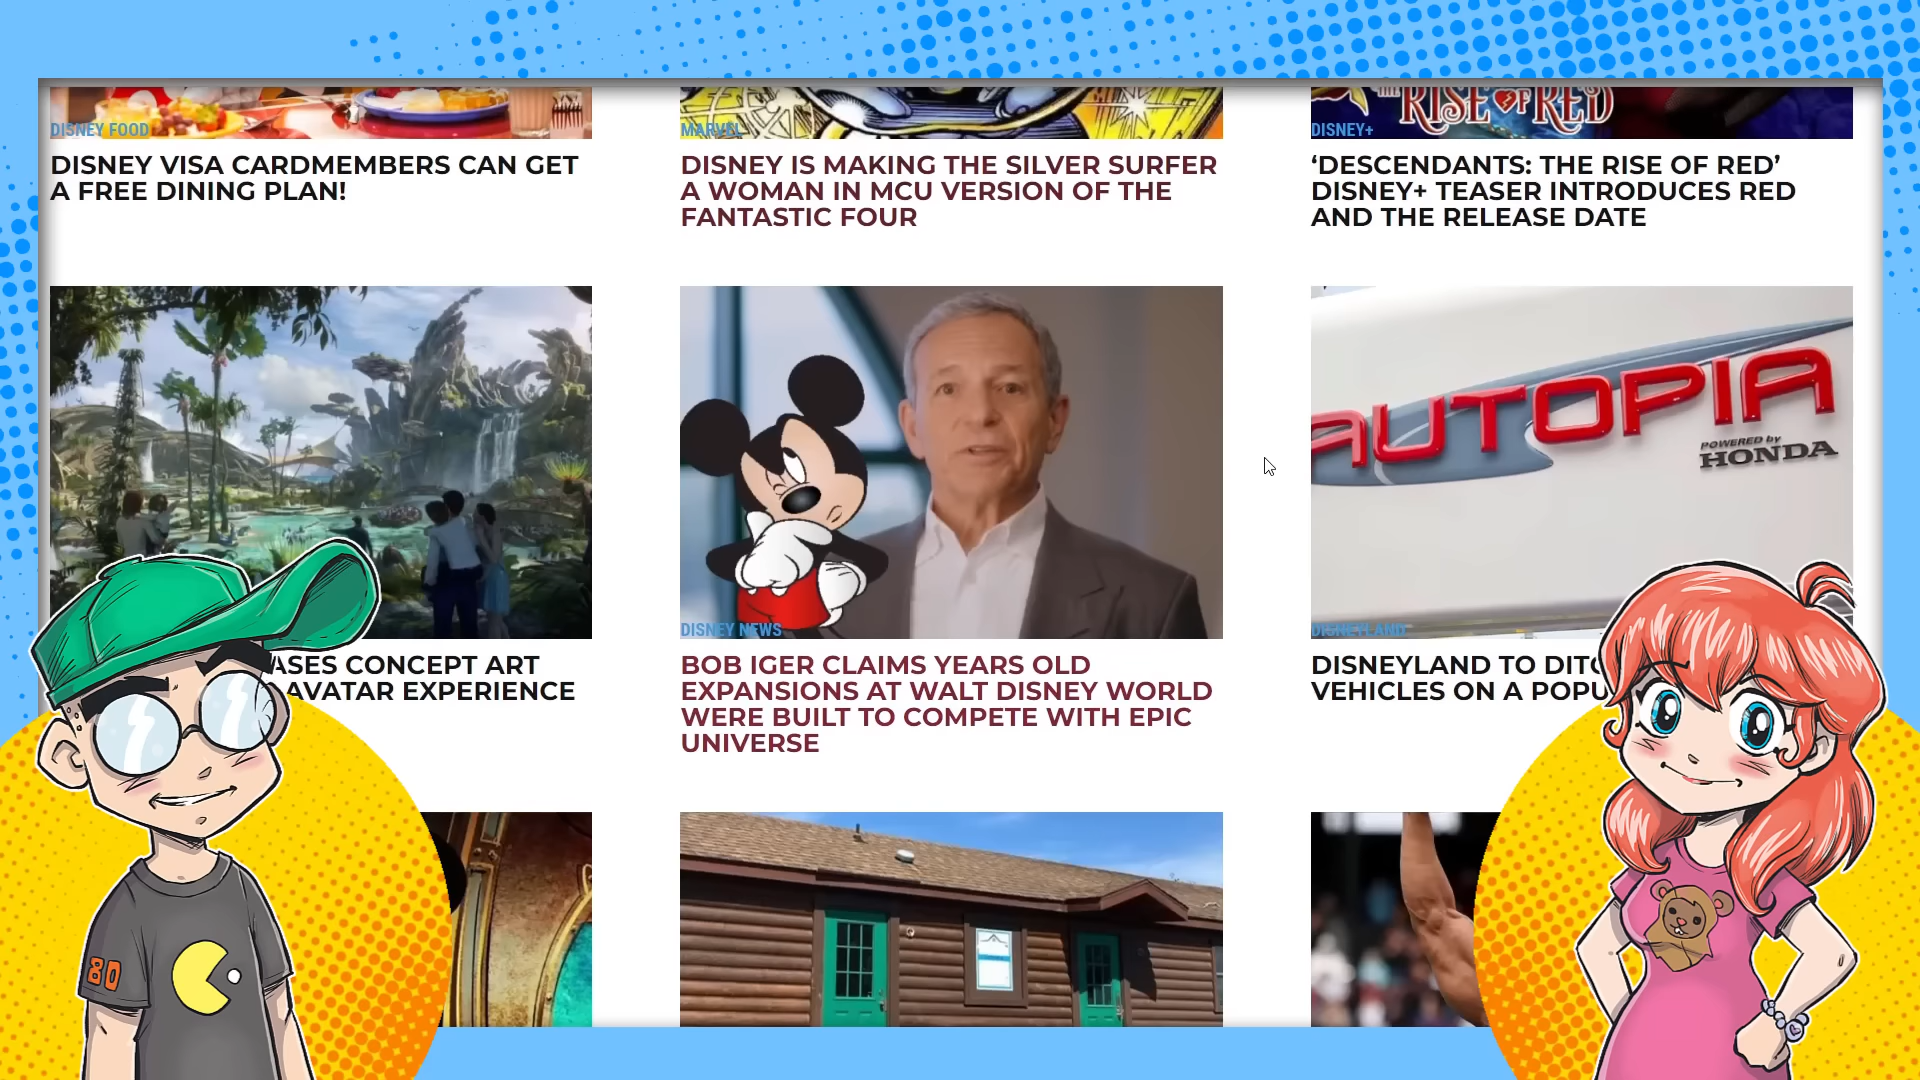 THE RISE OF RED
DISNEY FOOD
MARVEL
DISNEY+
DISNEY VISA CARDMEMBERS CAN GET
A FREE DINING PLAN!
DISNEY IS MAKING THE SILVER SURFER
A WOMAN IN MCU VERSION OF THE
FANTASTIC FOUR
‘DESCENDANTS: THE RISE OF RED’
DISNEY+ TEASER INTRODUCES RED
AND THE RELEASE DATE
AUTOPIA
POWERED by
HONDA
DISNEY NEWS
DISNEYLAND
ASES CONCEPT ART
AVATAR EXPERIENCE
BOB IGER CLAIMS YEARS OLD
EXPANSIONS AT WALT DISNEY WORLD
WERE BUILT TO COMPETE WITH EPIC
UNIVERSE
DISNEYLAND TO DITC
VEHICLES ON A POPU
80